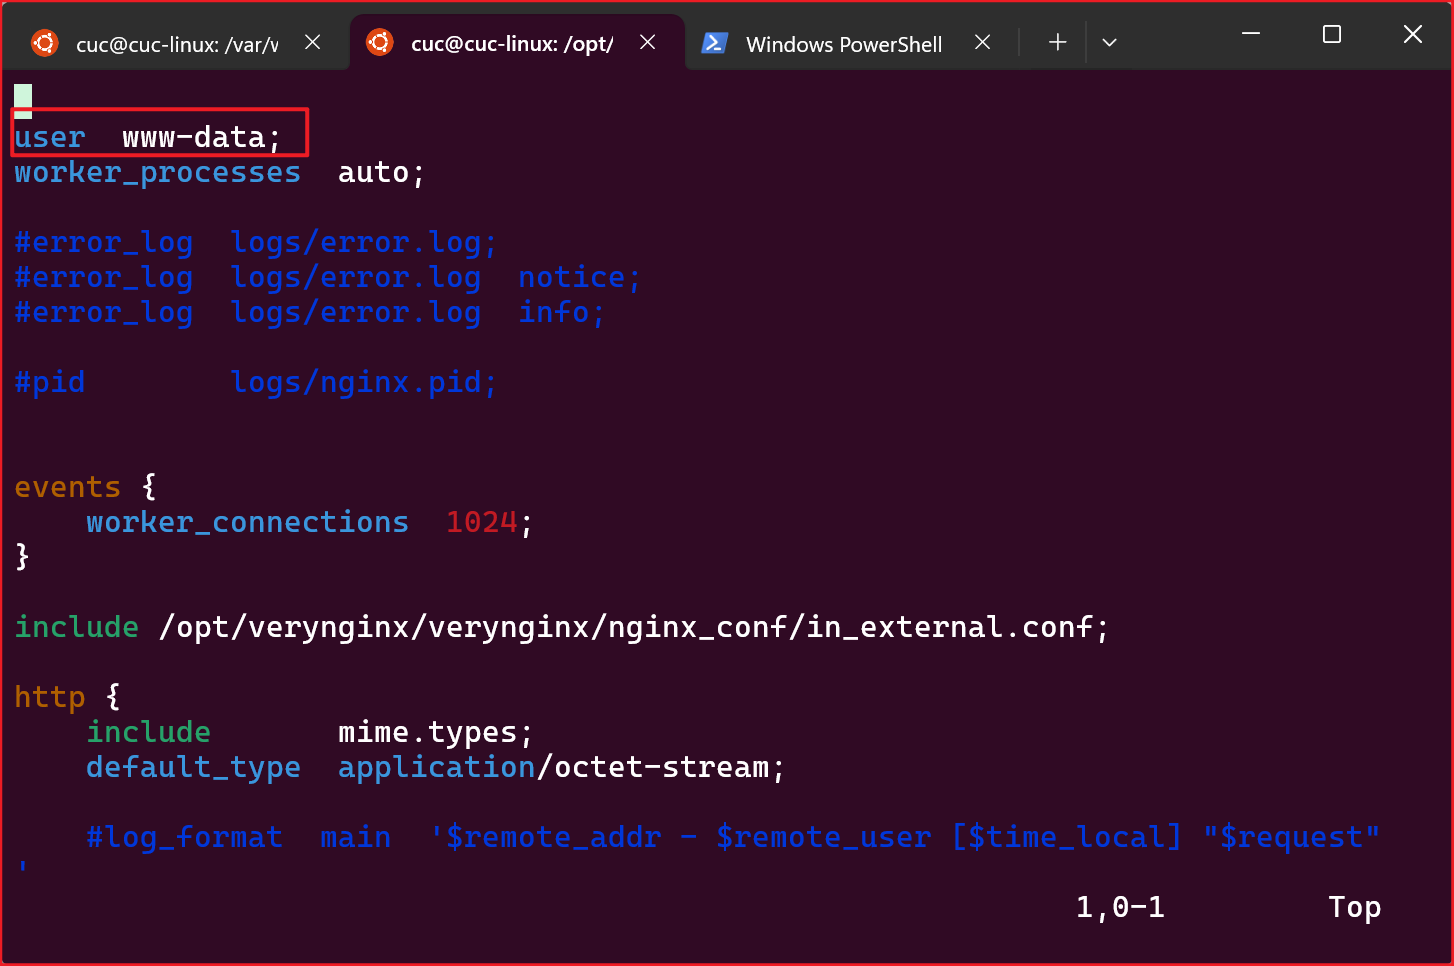 cuc@cuc-linux: /var/v
cuc@cuc-linux: /opt/
Windows PowerShell
user  www-data;
worker_processes  auto;
#error_log  logs/error.log;
#error_log  logs/error.log  notice;
#error_log  logs/error.log  info;
#pid        logs/nginx.pid;
events {
    worker_connections  1024;
}
include /opt/verynginx/verynginx/nginx_conf/in_external.conf;
http {
    include       mime.types;
    default_type  application/octet-stream;
    #log_format  main  '$remote_addr - $remote_user [$time_local] "$request"
'
1,0-1         Top